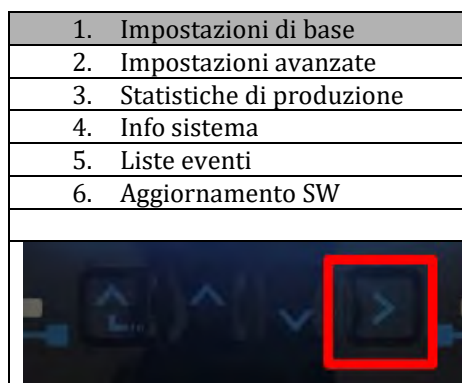 1. Impostazioni di base
2. Impostazioni avanzate
3. Statistiche di produzione
4. Info sistema
5. Liste eventi
6. Aggiornamento SW